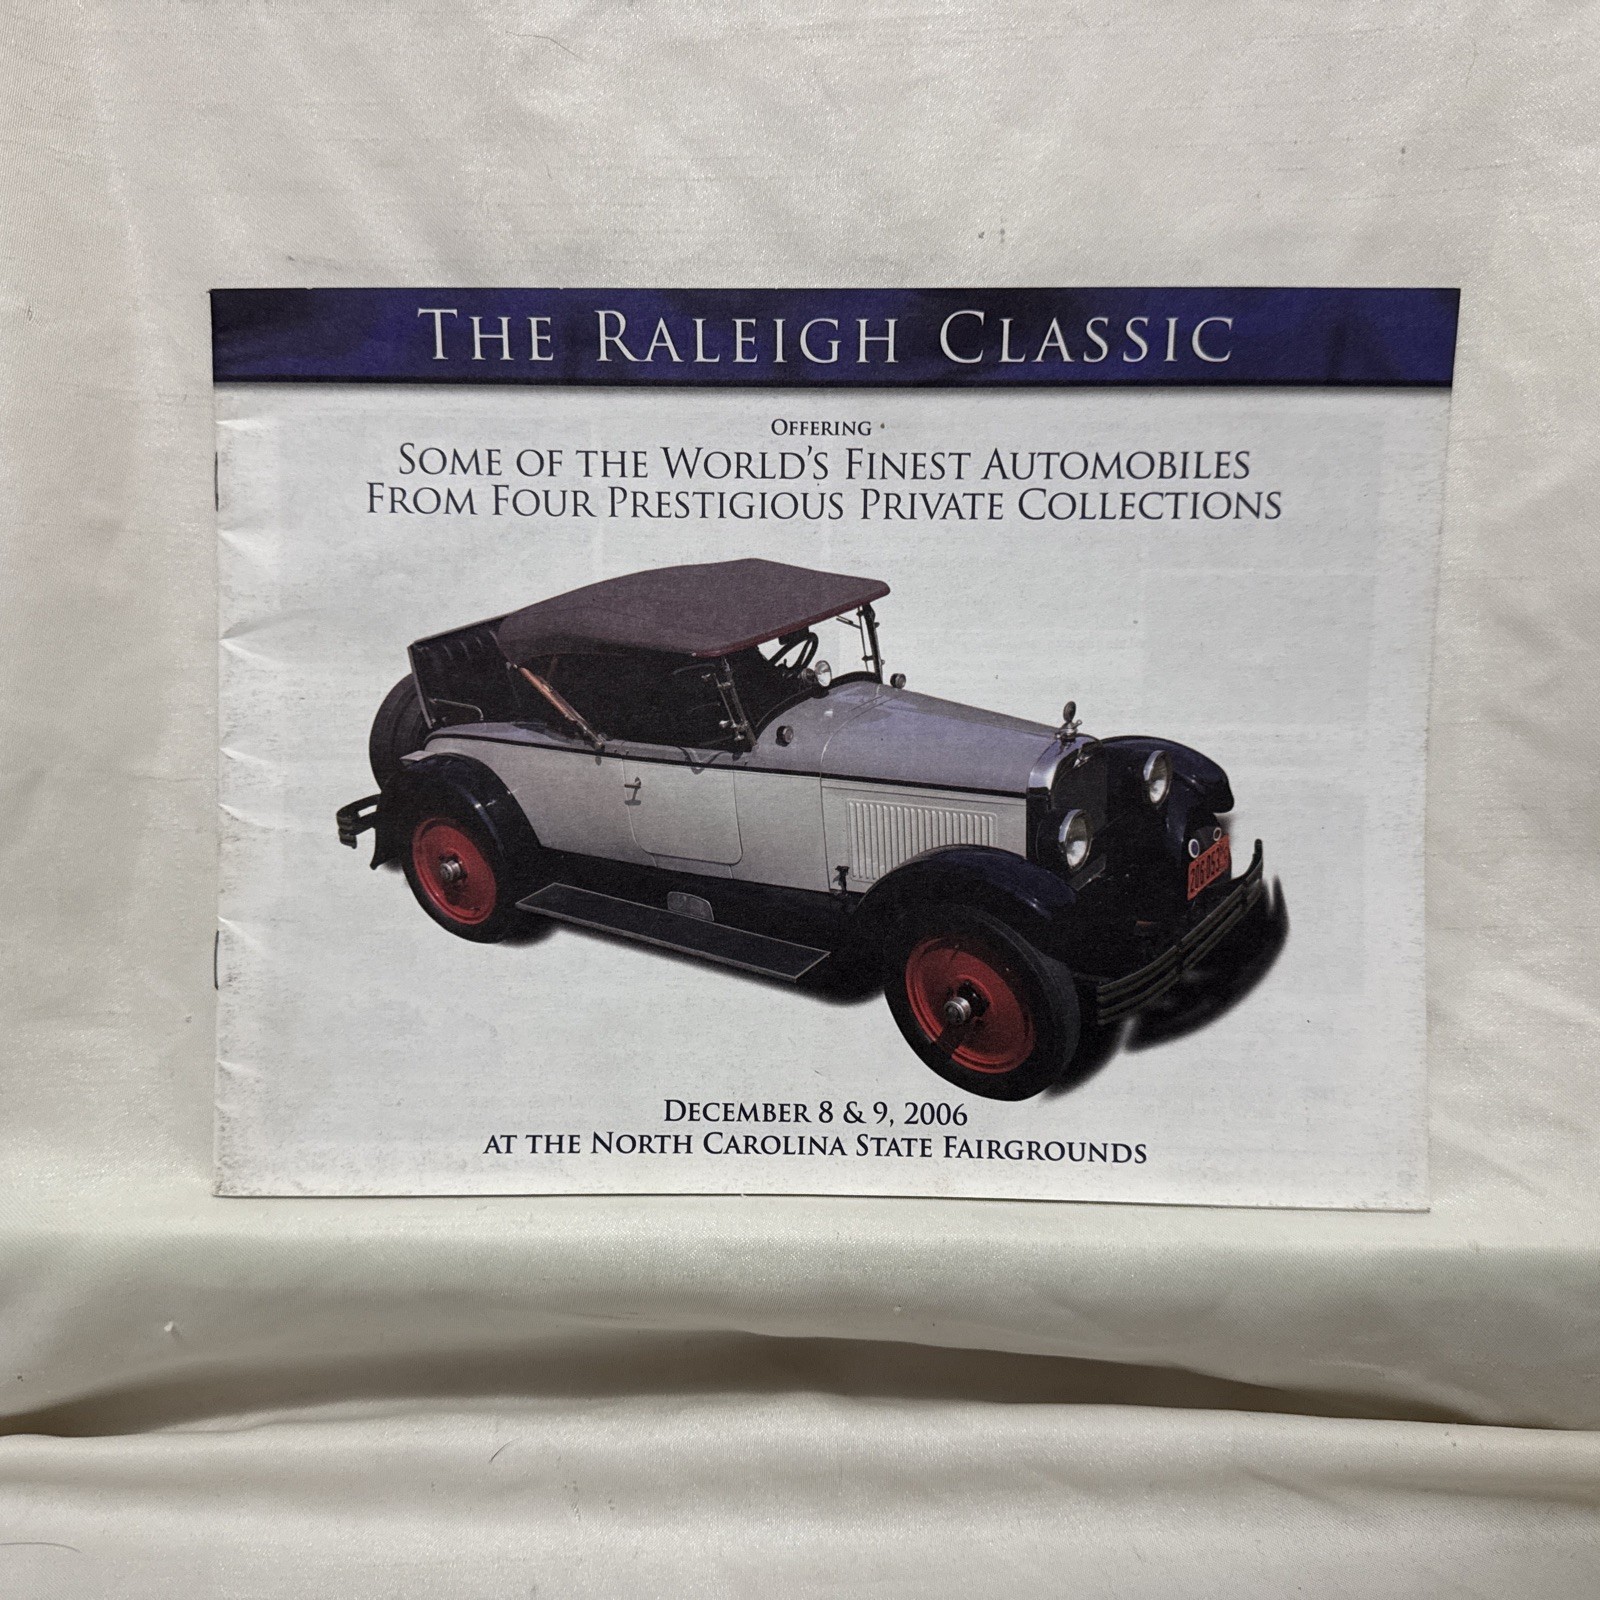 THE RALEIGH CLASSIC
OFFERING
SOME OF THE WORLD'S FINEST AUTOMOBILES
FROM FOUR PRESTIGIOUS PRIVATE COLLECTIONS
DECEMBER 8 & 9, 2006
AT THE NORTH CAROLINA STATE FAIRGROUNDS